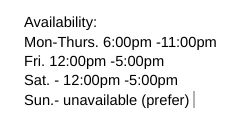 Availability:
Mon-Thurs. 6:00pm -11:00pm
Fri. 12:00pm -5:00pm
Sat. - 12:00pm -5:00pm
Sun.- unavailable (prefer)